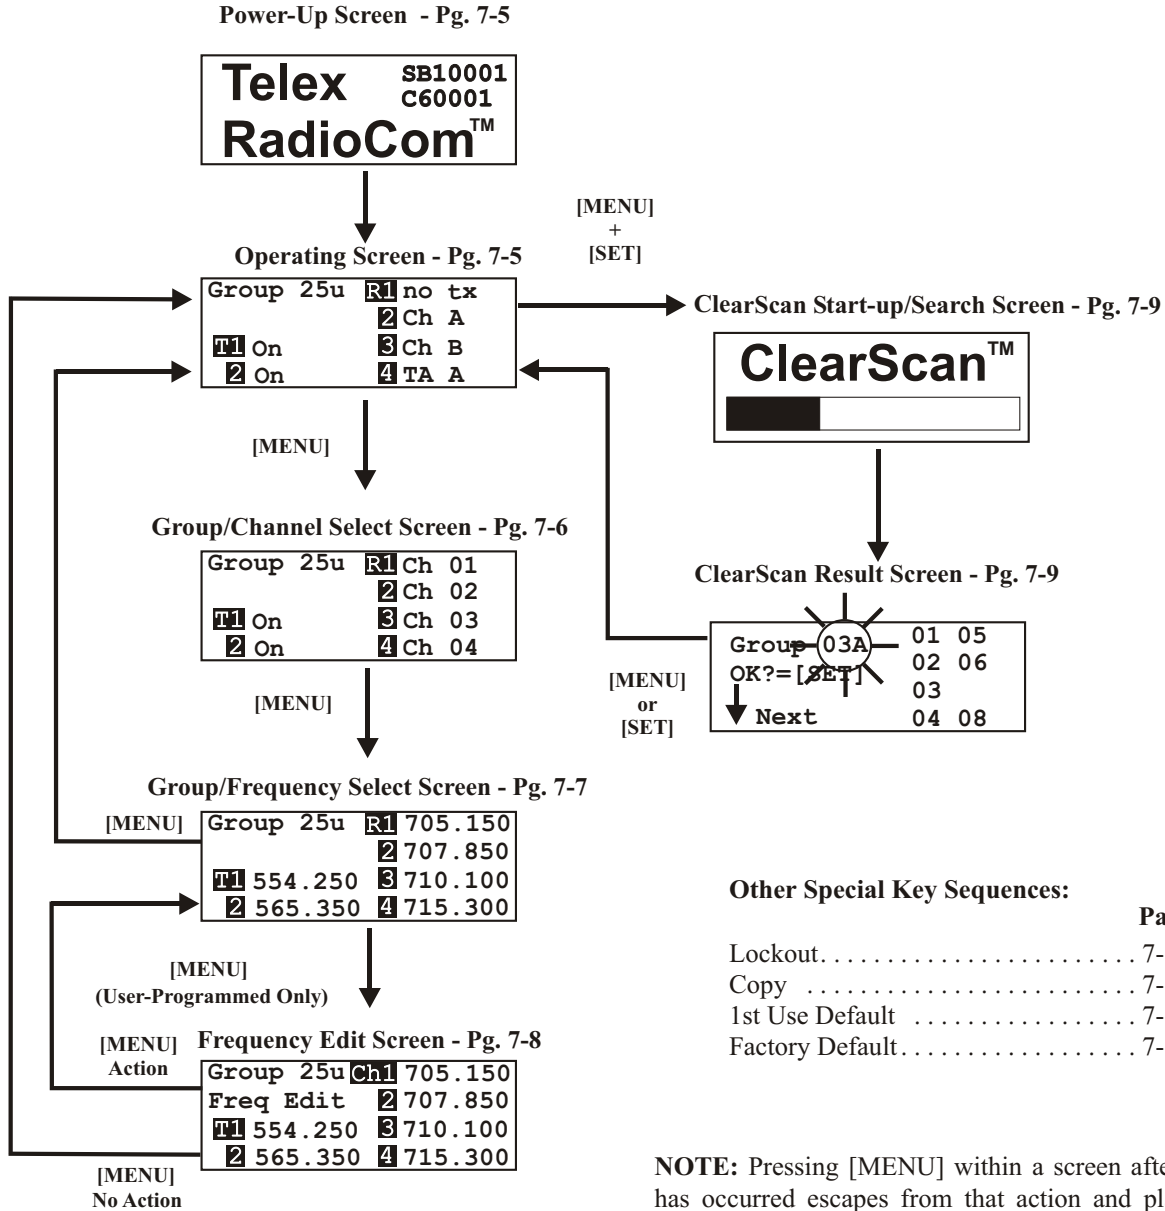 Power-Up Screen - Pg. 7-5
Telex SB10001
C60001
RadioCom™
[MENU]
+
[SET]
Operating Screen - Pg. 7-5
Group 25u R1 no tx
2 Ch A
T1 On 3 Ch B
2 On 4 TA A
ClearScan Start-up/Search Screen - Pg. 7-9
ClearScan™
[MENU]
Group/Channel Select Screen - Pg. 7-6
Group 25u R1 Ch 01
2 Ch 02
T1 On 3 Ch 03
2 On 4 Ch 04
ClearScan Result Screen - Pg. 7-9
Group 03A 01 05
OK?=[SET] 02 06
03
Next 04 08
[MENU]
or
[SET]
[MENU]
Group/Frequency Select Screen - Pg. 7-7
[MENU]
Group 25u R1 705.150
2 707.850
T1 554.250 3 710.100
2 565.350 4 715.300
[MENU]
(User-Programmed Only)
Frequency Edit Screen - Pg. 7-8
[MENU]
Action
Group 25u Ch1 705.150
Freq Edit 2 707.850
T1 554.250 3 710.100
2 565.350 4 715.300
[MENU]
No Action
Other Special Key Sequences:
Pa
Lockout. . . . . . . . . . . . . . . . . . . . . . . . 7-
Copy . . . . . . . . . . . . . . . . . . . . . . . . . 7-
1st Use Default . . . . . . . . . . . . . . . . . 7-
Factory Default . . . . . . . . . . . . . . . . . . 7-
NOTE: Pressing [MENU] within a screen afte
has occurred escapes from that action and pl